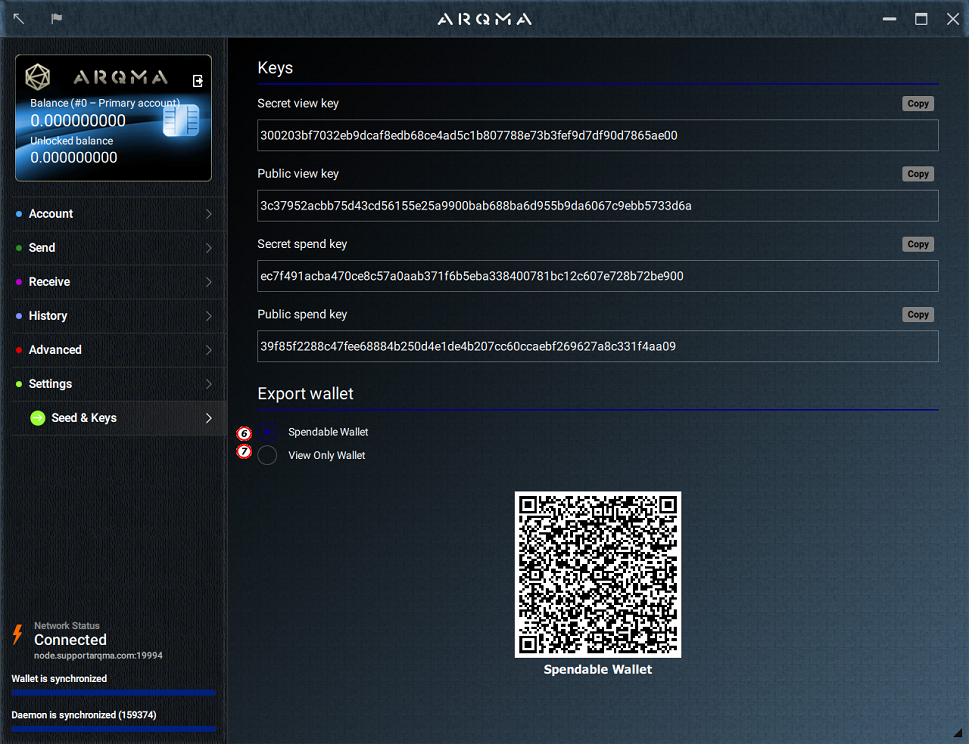 ARQMA
ARQMA
Balance (#0 – Primary account)
0.000000000
Unlocked balance
0.000000000
Account
Send
Receive
History
Advanced
Settings
Seed & Keys
Network Status
Connected
node.supportarqma.com:19994
Wallet is synchronized
Daemon is synchronized (159374)
Keys
Secret view key
Copy
300203bf7032eb9dcaf8edb68ce4ad5c1b807788e73b3fef9d7df90d7865ae00
Public view key
Copy
3c37952acbb75d43cd56155e25a9900bab688ba6d955b9da6067c9ebb5733d6a
Secret spend key
Copy
ec7f491acba470ce8c57a0aab371f6b5eba338400781bc12c607e728b72be900
Public spend key
Copy
39f85f2288c47fee68884b250d4e1de4b207cc60ccaebf269627a8c331f4aa09
Export wallet
6 Spendable Wallet
7 View Only Wallet
Spendable Wallet